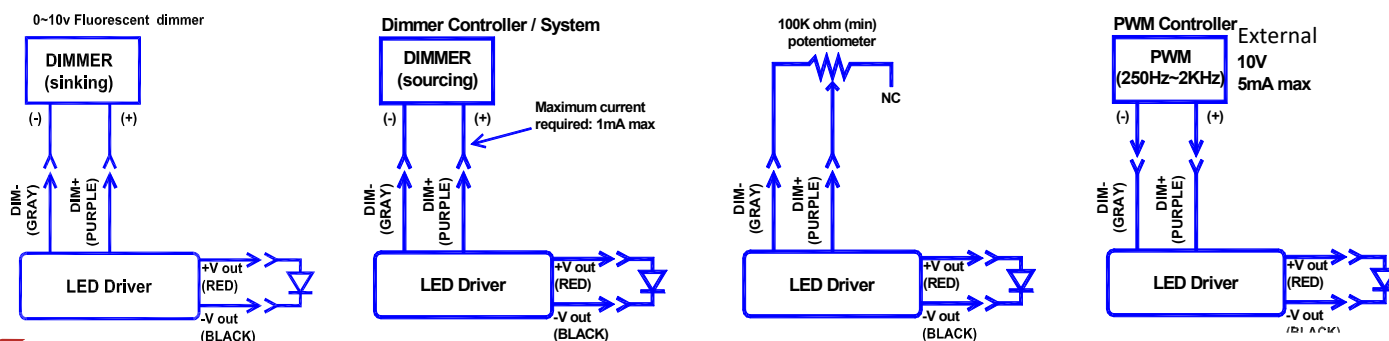 0~10v Fluorescent dimmer
DIMMER
(sinking)
(-)
(+)
DIM-
(GRAY)
DIM+
(PURPLE)
LED Driver
+V out
(RED)
-V out
(BLACK)
Dimmer Controller / System
DIMMER
(sourcing)
(-)
(+)
Maximum current
required: 1mA max
DIM-
(GRAY)
DIM+
(PURPLE)
LED Driver
+V out
(RED)
-V out
(BLACK)
100K ohm (min)
potentiometer
NC
DIM-
(GRAY)
DIM+
(PURPLE)
LED Driver
+V out
(RED)
-V out
(BLACK)
PWM Controller
External
10V
5mA max
PWM
(250Hz~2KHz)
(-)
(+)
DIM-
(GRAY)
DIM+
(PURPLE)
LED Driver
+V out
(RED)
-V out
(BLACK)